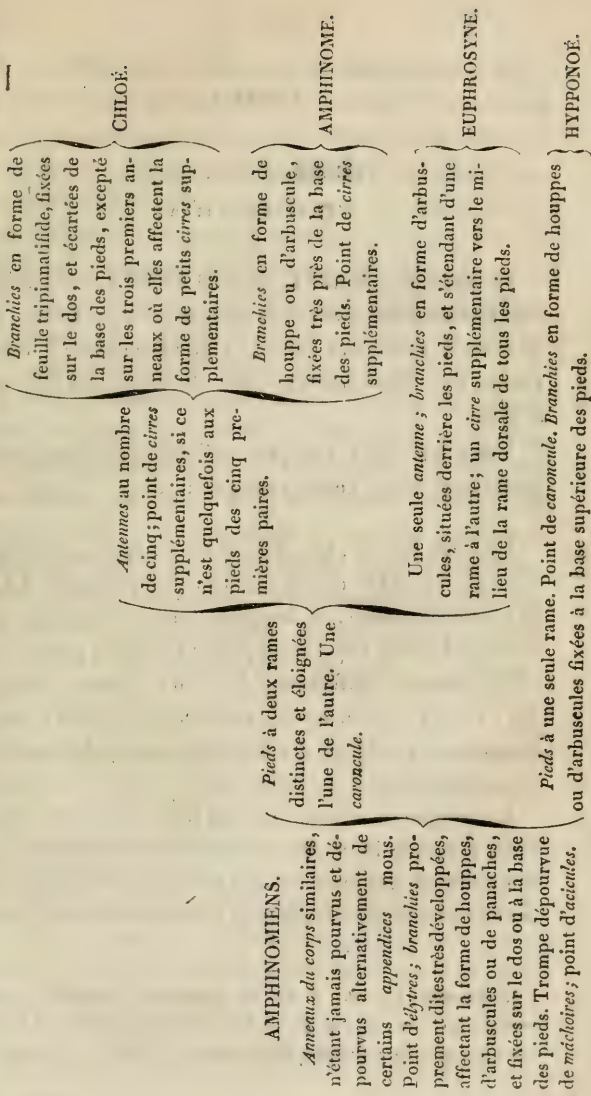 AMPHINOMIENS.
Anneaux du corps similaires,
n'étant jamais pourvus et dé-
pourvus alternativement de
certains appendices mous.
Point d'élytres; branchies pro-
prement dites très développées,
affectant la forme de houppes,
d'arbuscules ou de panaches,
et fixées sur le dos ou à la base
des pieds. Trompe dépourvue
de mâchoires; point d'acicules.
Pieds à deux rames
distinctes et éloignées
l'une de l'autre. Une
caroncule.
Antennes au nombre
de cinq; point de cirres
supplémentaires, si ce
n'est quelquefois aux
pieds des cinq pre-
mières paires.
Branchies en forme de
feuille tripinnatifide, fixées
sur le dos, et écartées de
la base des pieds, excepté
sur les trois premiers an-
neaux où elles affectent la
forme de petits cirres sup-
plémentaires.
CHLOÉ.
Branchies en forme de
houppe ou d'arbuscule,
fixées très près de la base
des pieds. Point de cirres
supplémentaires.
AMPHINOME.
Une seule antenne; branchies en forme d'arbus-
cules, situées derrière les pieds, et s'étendant d'une
rame à l'autre; un cirre supplémentaire vers le mi-
lieu de la rame dorsale de tous les pieds.
EUPHROSYNE.
Pieds à une seule rame. Point de caroncule. Branchies en forme de houppes
ou d'arbuscules fixées à la base supérieure des pieds.
HYPPONOÉ.